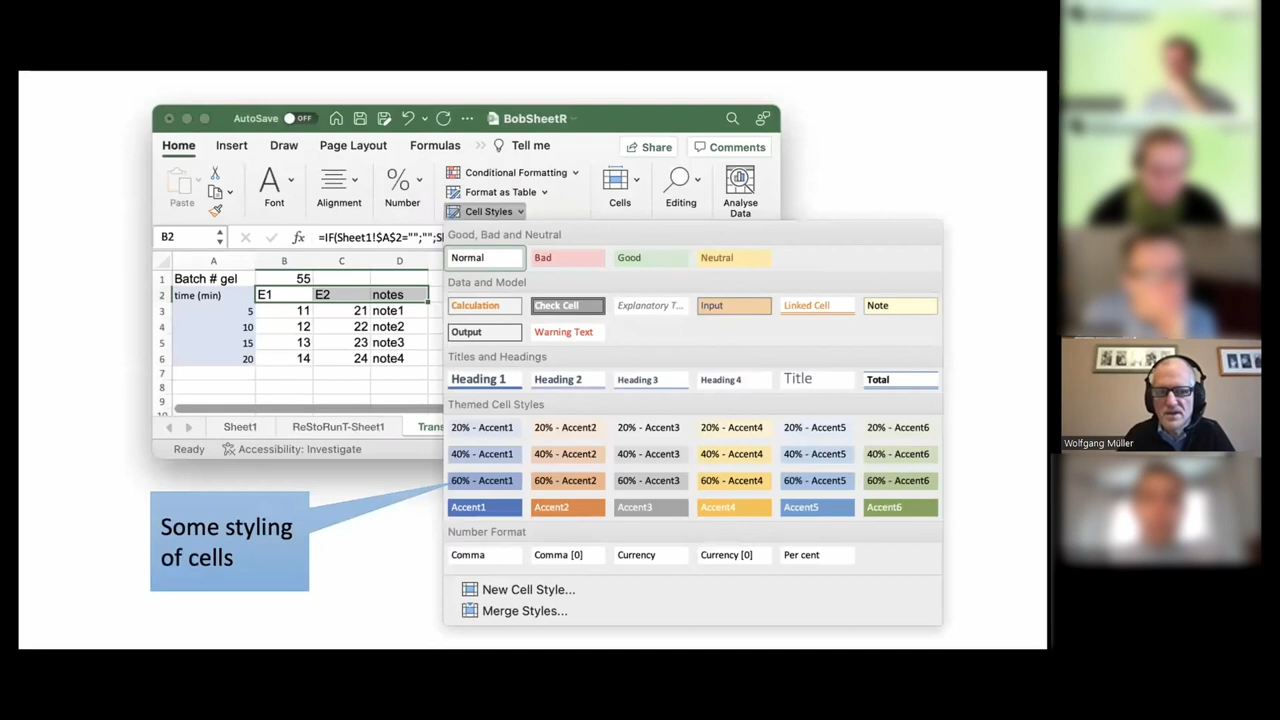 AutoSave OFF BobSheetR
Home Insert Draw Page Layout Formulas Tell me Share Comments
Paste Font Alignment Number Conditional Formatting Format as Table Cell Styles Cells Editing Analyse Data
B2 fx =IF(Sheet1!$A$2="";"";S
A B C D
1 Batch # gel 55
2 time (min) E1 E2 notes
3 5 11 21 note1
4 10 12 22 note2
5 15 13 23 note3
6 20 14 24 note4
7
8
9
10
Sheet1 ReStoRunT-Sheet1 Trans
Ready Accessibility: Investigate
Good, Bad and Neutral
Normal Bad Good Neutral
Data and Model
Calculation Check Cell Explanatory T... Input Linked Cell Note
Output Warning Text
Titles and Headings
Heading 1 Heading 2 Heading 3 Heading 4 Title Total
Themed Cell Styles
20% - Accent1 20% - Accent2 20% - Accent3 20% - Accent4 20% - Accent5 20% - Accent6
40% - Accent1 40% - Accent2 40% - Accent3 40% - Accent4 40% - Accent5 40% - Accent6
60% - Accent1 60% - Accent2 60% - Accent3 60% - Accent4 60% - Accent5 60% - Accent6
Accent1 Accent2 Accent3 Accent4 Accent5 Accent6
Number Format
Comma Comma [0] Currency Currency [0] Per cent
New Cell Style...
Merge Styles...
Some styling
of cells
Wolfgang Müller